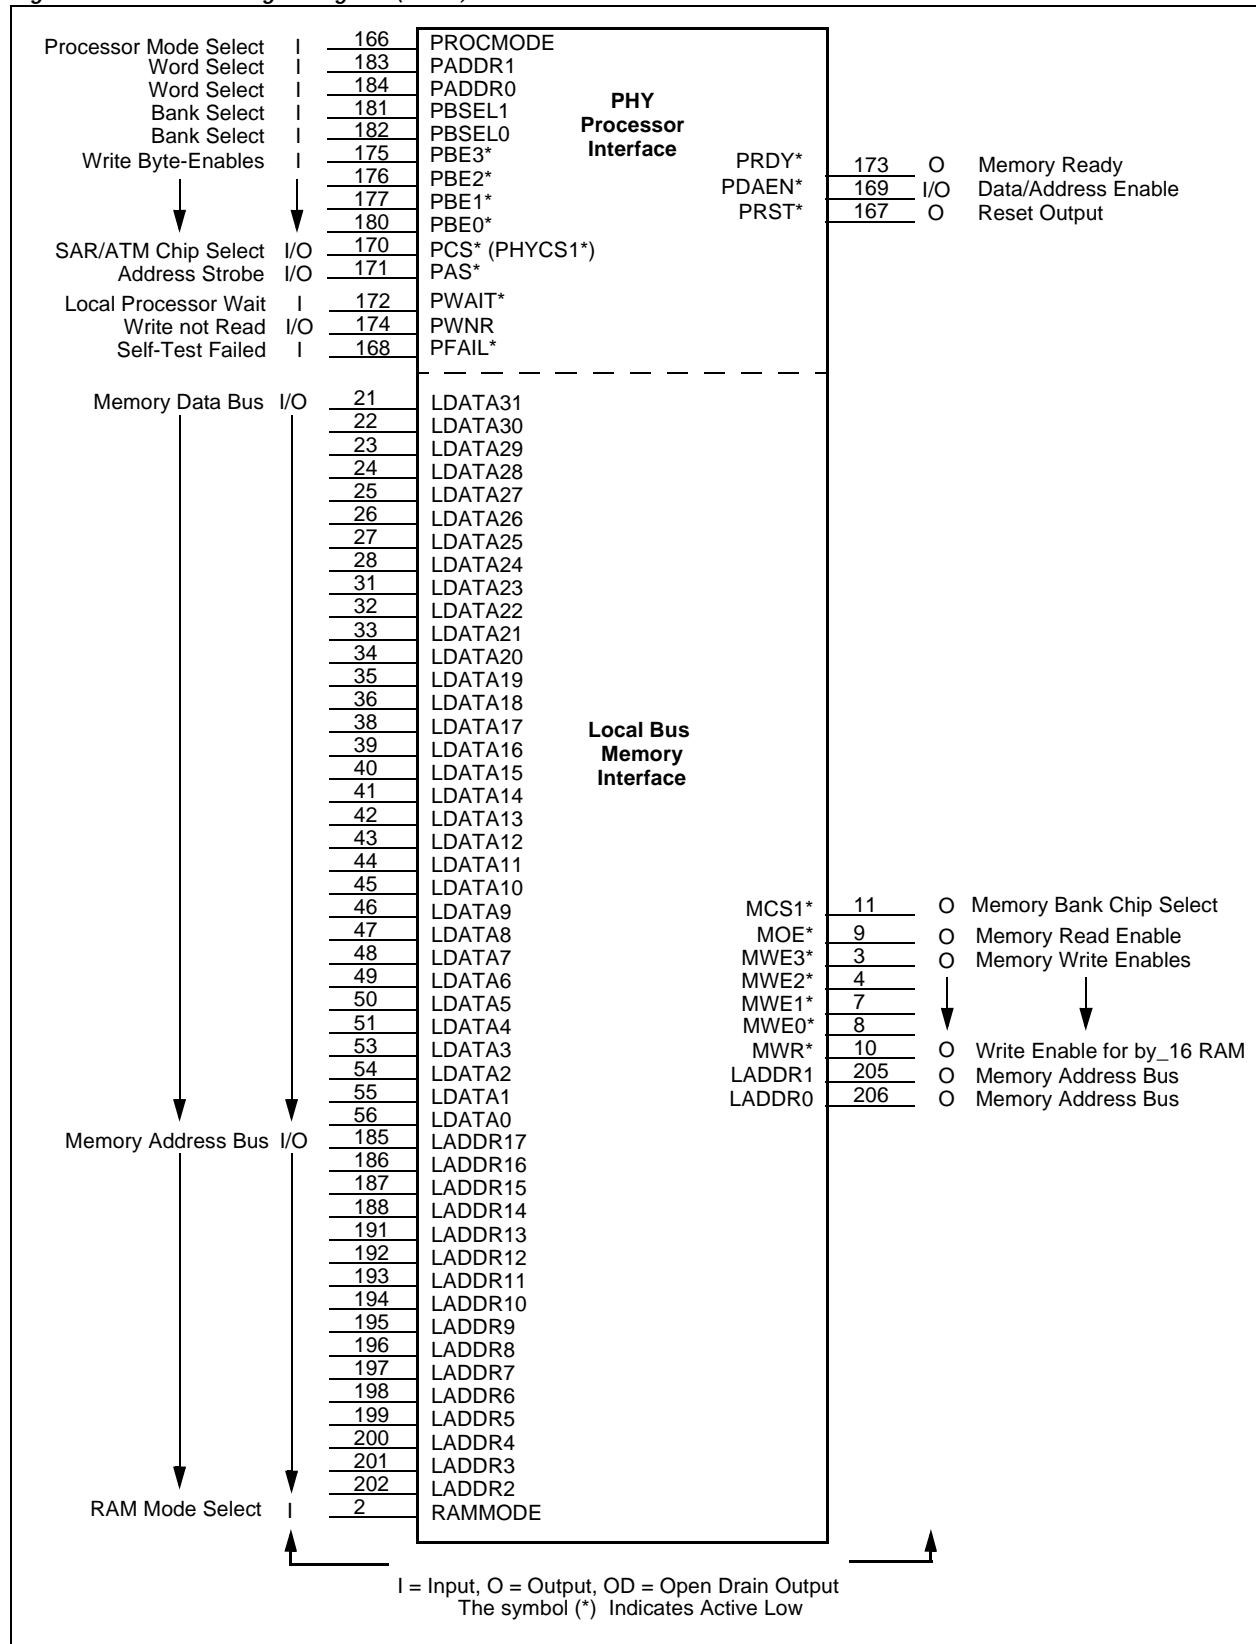 Processor Mode Select I 166 PROCMODE
Word Select I 183 PADDR1
Word Select I 184 PADDR0
Bank Select I 181 PBSEL1
Bank Select I 182 PBSEL0
Write Byte-Enables I 175 PBE3*
176 PBE2*
177 PBE1*
180 PBE0*
SAR/ATM Chip Select I/O 170 PCS* (PHYCS1*)
Address Strobe I/O 171 PAS*
Local Processor Wait I 172 PWAIT*
Write not Read I/O 174 PWNR
Self-Test Failed I 168 PFAIL*
PHY
Processor
Interface
PRDY* 173 O Memory Ready
PDAEN* 169 I/O Data/Address Enable
PRST* 167 O Reset Output
Memory Data Bus I/O 21 LDATA31
22 LDATA30
23 LDATA29
24 LDATA28
25 LDATA27
26 LDATA26
27 LDATA25
28 LDATA24
31 LDATA23
32 LDATA22
33 LDATA21
34 LDATA20
35 LDATA19
36 LDATA18
38 LDATA17
39 LDATA16
40 LDATA15
41 LDATA14
42 LDATA13
43 LDATA12
44 LDATA11
45 LDATA10
46 LDATA9
47 LDATA8
48 LDATA7
49 LDATA6
50 LDATA5
51 LDATA4
53 LDATA3
54 LDATA2
55 LDATA1
56 LDATA0
Memory Address Bus I/O 185 LADDR17
186 LADDR16
187 LADDR15
188 LADDR14
191 LADDR13
192 LADDR12
193 LADDR11
194 LADDR10
195 LADDR9
196 LADDR8
197 LADDR7
198 LADDR6
199 LADDR5
200 LADDR4
201 LADDR3
202 LADDR2
RAM Mode Select I 2 RAMMODE
Local Bus
Memory
Interface
MCS1* 11 O Memory Bank Chip Select
MOE* 9 O Memory Read Enable
MWE3* 3 O Memory Write Enables
MWE2* 4
MWE1* 7
MWE0* 8
MWR* 10 O Write Enable for by_16 RAM
LADDR1 205 O Memory Address Bus
LADDR0 206 O Memory Address Bus
I = Input, O = Output, OD = Open Drain Output
The symbol (*) Indicates Active Low